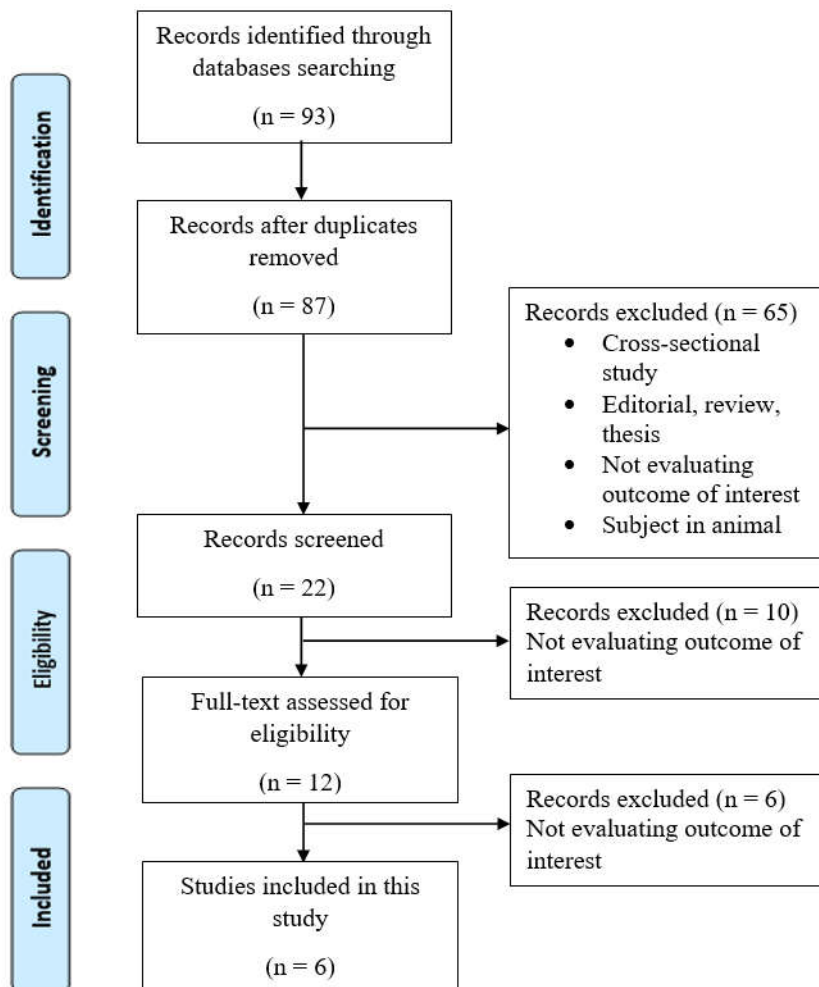 Records identified through
databases searching
(n = 93)
Identification
Records after duplicates
removed
(n = 87)
Records excluded (n = 65)
• Cross-sectional
study
• Editorial, review,
thesis
• Not evaluating
outcome of interest
• Subject in animal
Screening
Records screened
(n = 22)
Records excluded (n = 10)
Not evaluating outcome of
interest
Eligibility
Full-text assessed for
eligibility
(n = 12)
Records excluded (n = 6)
Not evaluating outcome of
interest
Included
Studies included in this
study
(n = 6)